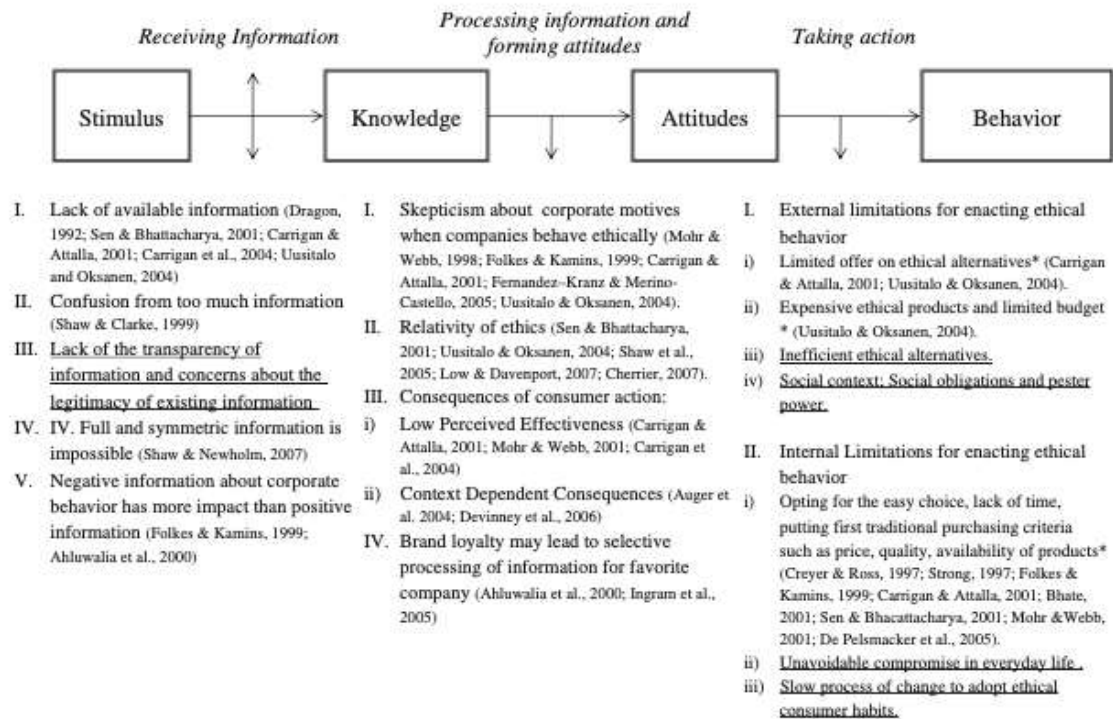 Receiving Information
Processing information and
forming attitudes
Taking action
Stimulus
Knowledge
Attitudes
Behavior
I. Lack of available information (Dragon,
1992; Sen & Bhattacharya, 2001; Carrigan &
Attalla, 2001; Carrigan et al., 2004; Uusitalo
and Oksanen, 2004)
II. Confusion from too much information
(Shaw & Clarke, 1999)
III. Lack of the transparency of
information and concerns about the
legitimacy of existing information
IV. IV. Full and symmetric information is
impossible (Shaw & Newholm, 2007)
V. Negative information about corporate
behavior has more impact than positive
information (Folkes & Kamins, 1999;
Ahluwalia et al., 2000)
I. Skepticism about corporate motives
when companies behave ethically (Mohr &
Webb, 1998; Folkes & Kamins, 1999; Carrigan &
Attalla, 2001; Fernandez–Kranz & Merino-
Castello, 2005; Uusitalo & Oksanen, 2004).
II. Relativity of ethics (Sen & Bhattacharya,
2001; Uusitalo & Oksanen, 2004; Shaw et al.,
2005; Low & Davenport, 2007; Cherrier, 2007).
III. Consequences of consumer action:
i) Low Perceived Effectiveness (Carrigan &
Attalla, 2001; Mohr & Webb, 2001; Carrigan et
al., 2004)
ii) Context Dependent Consequences (Auger et
al. 2004; Devinney et al., 2006)
IV. Brand loyalty may lead to selective
processing of information for favorite
company (Ahluwalia et al., 2000; Ingram et al.,
2005)
I. External limitations for enacting ethical
behavior
i) Limited offer on ethical alternatives* (Carrigan
& Attalla, 2001; Uusitalo & Oksanen, 2004).
ii) Expensive ethical products and limited budget
* (Uusitalo & Oksanen, 2004).
iii) Inefficient ethical alternatives.
iv) Social context: Social obligations and pester
power.
II. Internal Limitations for enacting ethical
behavior
i) Opting for the easy choice, lack of time,
putting first traditional purchasing criteria
such as price, quality, availability of products*
(Creyer & Ross, 1997; Strong, 1997; Folkes &
Kamins, 1999; Carrigan & Attalla, 2001; Bhate,
2001; Sen & Bhacattacharya, 2001; Mohr &Webb,
2001; De Pelsmacker et al., 2005).
ii) Unavoidable compromise in everyday life .
iii) Slow process of change to adopt ethical
consumer habits.